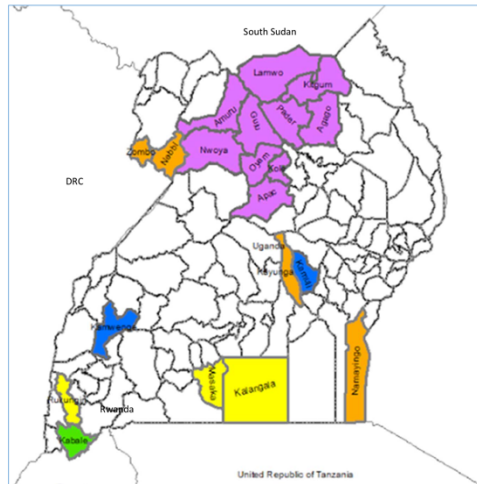 South Sudan
Lamwo
Kitgum
Amuru
Gulu
Pader
Agago
Zombo
Nebbi
Nwoya
Oyam
Kole
DRC
Apac
Uganda
Kayunga
Kamuli
Kamwenge
Masaka
Kalangala
Namayingo
Rwanda
Kabale
United Republic of Tanzania